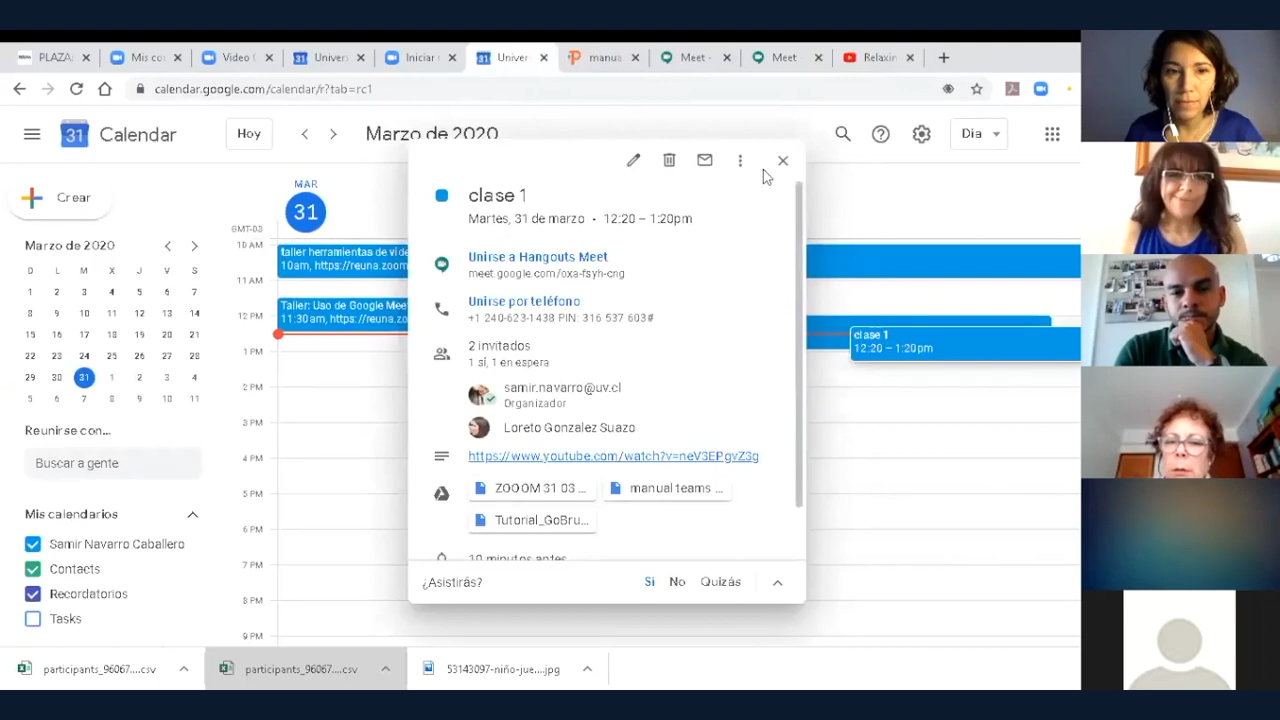 PLAZA:
Mis co
Video (
Univer:
Iniciar
Univer
manua
Meet -
Meet
Relaxin
calendar.google.com/calendar/r?tab=rc1
31
Calendar
Hoy
Marzo de 2020
Día
Crear
MAR
31
GMT-03
Marzo de 2020
D L M M J V S
1 2 3 4 5 6 7
8 9 10 11 12 13 14
15 16 17 18 19 20 21
22 23 24 25 26 27 28
29 30 31 1 2 3 4
5 6 7 8 9 10 11
Reunirse con...
Buscar a gente
Mis calendarios
Samir Navarro Caballero
Contacts
Recordatorios
Tasks
10 AM
11 AM
12 PM
1 PM
2 PM
3 PM
4 PM
5 PM
6 PM
7 PM
8 PM
9 PM
taller herramientas de vide
10am, https://reuna.zoom
Taller: Uso de Google Mee
11:30am, https://reuna.zoo
clase 1
Martes, 31 de marzo • 12:20 – 1:20pm
Unirse a Hangouts Meet
meet.google.com/oxa-fsyh-cng
Unirse por teléfono
+1 240-623-1438 PIN: 316 537 603#
2 invitados
1 sí, 1 en espera
samir.navarro@uv.cl
Organizador
Loreto Gonzalez Suazo
https://www.youtube.com/watch?v=neV3EPgvZ3g
ZOOOM 31 03 ...
manual teams ...
Tutorial_GoBru...
10 minutos antes
¿Asistirás?
Sí
No
Quizás
clase 1
12:20 – 1:20pm
participants_96067....csv
participants_96067....csv
53143097-niño-jue....jpg